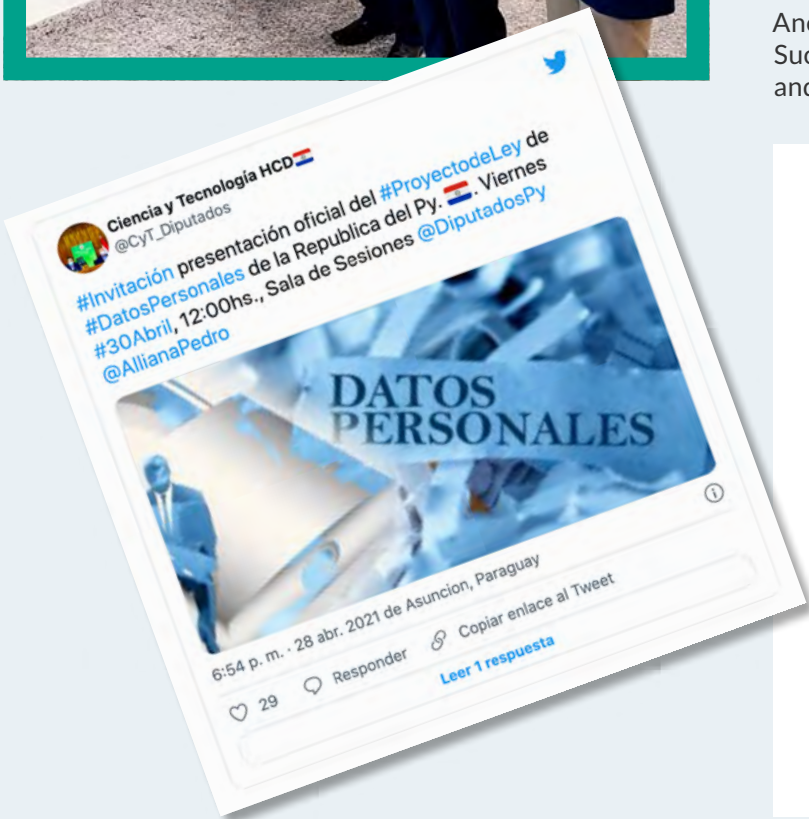 And
Suc
and
Ciencia y Tecnología HCD
@CyT_Diputados
#Invitación presentación oficial del #ProyectodeLey de
#DatosPersonales de la Republica del Py. 🇵🇾. Viernes
#30Abril, 12:00hs., Sala de Sesiones @DiputadosPy
@AllianaPedro
DATOS
PERSONALES
6:54 p. m. · 28 abr. 2021 de Asuncion, Paraguay
29 Responder Copiar enlace al Tweet
Leer 1 respuesta